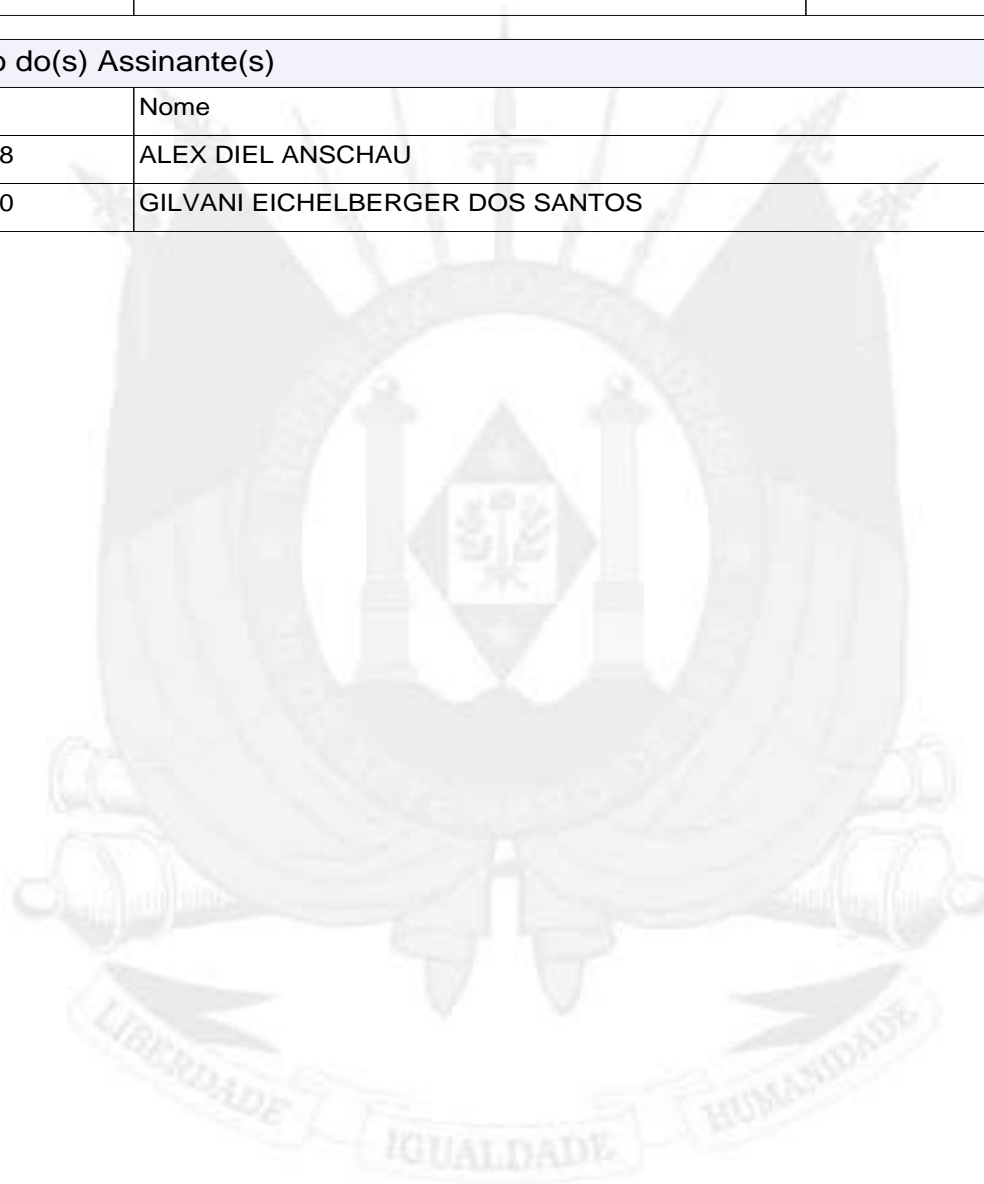 o do(s) Assinante(s)
Nome
8 ALEX DIEL ANSCHAU
0 GILVANI EICHELBERGER DOS SANTOS
LIBERDADE
IGUALDADE
HUMANIDADE